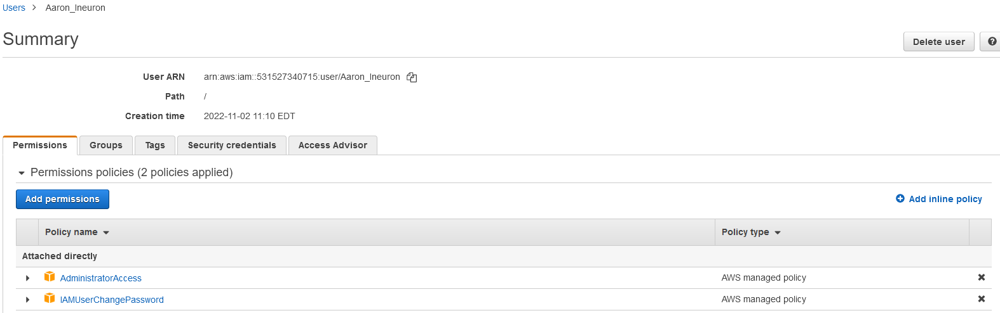 Users > Aaron_Ineuron
Summary
Delete user
User ARN arn:aws:iam::531527340715:user/Aaron_Ineuron
Path /
Creation time 2022-11-02 11:10 EDT
Permissions Groups Tags Security credentials Access Advisor
Permissions policies (2 policies applied)
Add permissions Add inline policy
Policy name Policy type
Attached directly
AdministratorAccess AWS managed policy
IAMUserChangePassword AWS managed policy